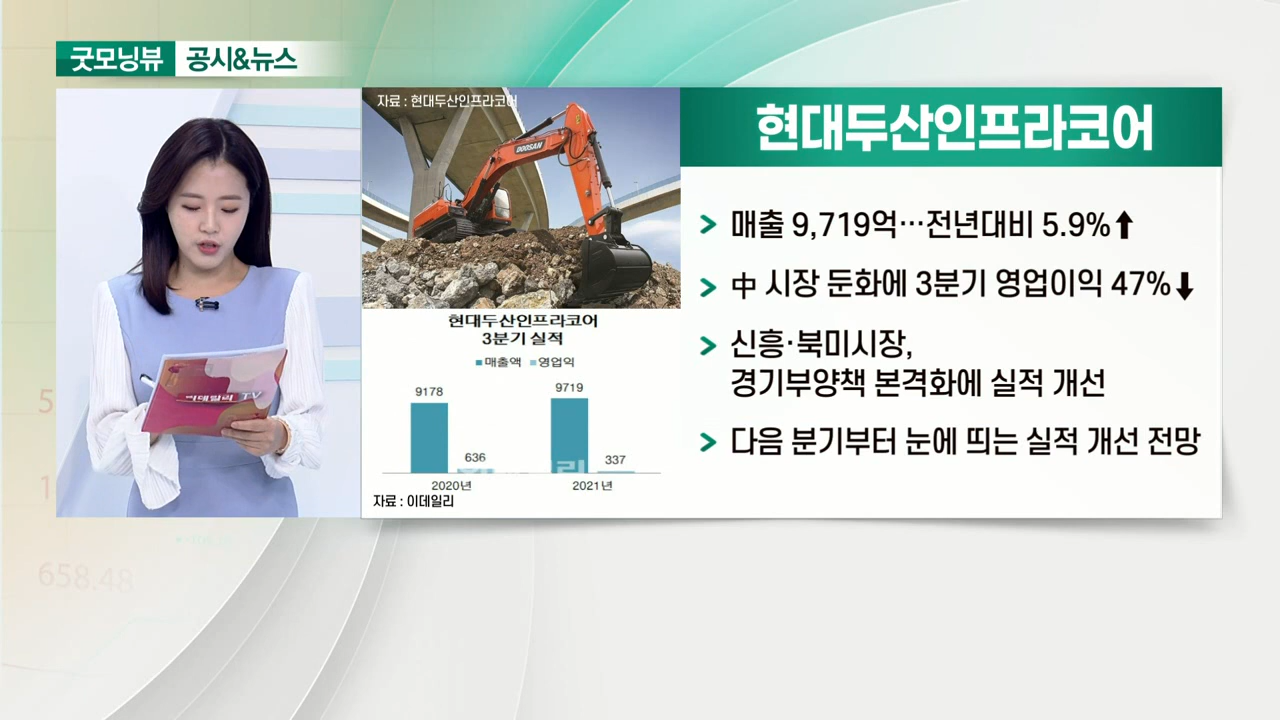 굿모닝뷰 공시&뉴스
자료 : 현대두산인프라코어
DOOSAN
현대두산인프라코어
3분기 실적
매출액 영업익
9178
636
9719
337
2020년
2021년
자료 : 이데일리
이데일리 TV
현대두산인프라코어
> 매출 9,719억…전년대비 5.9%⬆
> 中 시장 둔화에 3분기 영업이익 47%⬇
> 신흥·북미시장,
경기부양책 본격화에 실적 개선
> 다음 분기부터 눈에 띄는 실적 개선 전망
658.48